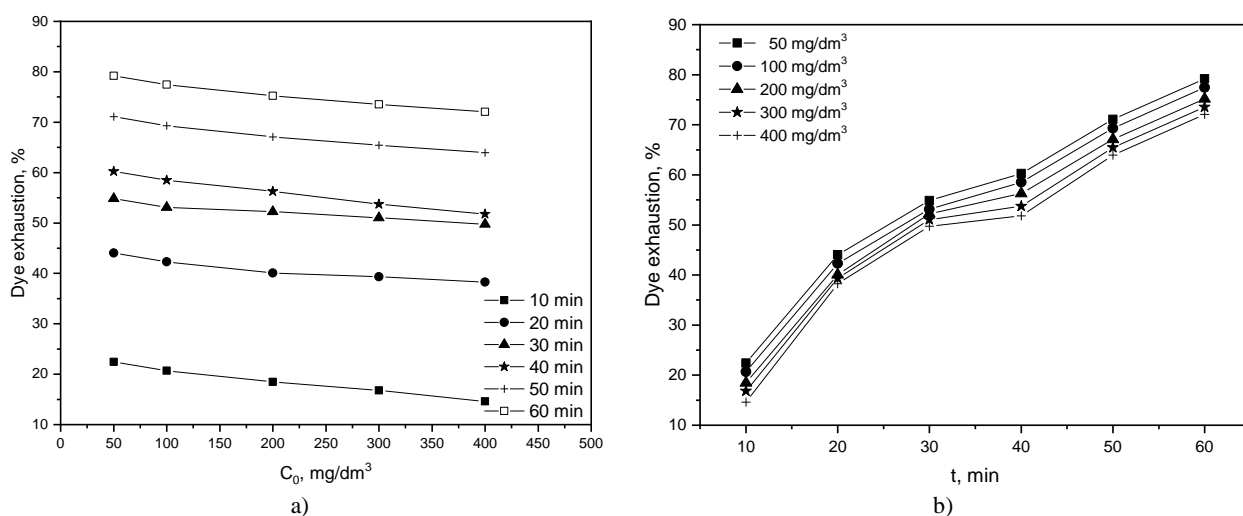 90
80
70
60
50
40
30
20
10
Dye exhaustion, %
10 min
20 min
30 min
40 min
50 min
60 min
0 50 100 150 200 250 300 350 400 450 500
C₀, mg/dm³
a)
90
80
70
60
50
40
30
20
10
Dye exhaustion, %
50 mg/dm³
100 mg/dm³
200 mg/dm³
300 mg/dm³
400 mg/dm³
10 20 30 40 50 60
t, min
b)